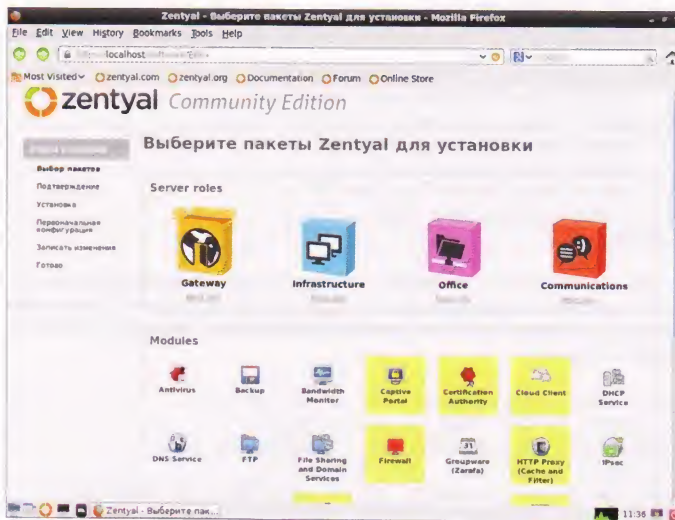 Zentyal - Выберите пакеты Zentyal для установки - Mozilla Firefox
File Edit View History Bookmarks Tools Help
localhost
Most Visited zentyal.com zentyal.org Documentation Forum Online Store
zentyal Community Edition
Выберите пакеты Zentyal для установки
Выбор пакетов
Подтверждение
Установка
Первоначальная конфигурация
Записать изменения
Готово
Server roles
Gateway Infrastructure Office Communications
Modules
Antivirus Backup Bandwidth Monitor Captive Portal Certification Authority Cloud Client DHCP Service
DNS Service FTP File Sharing and Domain Services Firewall Groupware (Zarafa) HTTP Proxy (Cache and Filter) IPsec
Zentyal - Выберите пак...
11:36